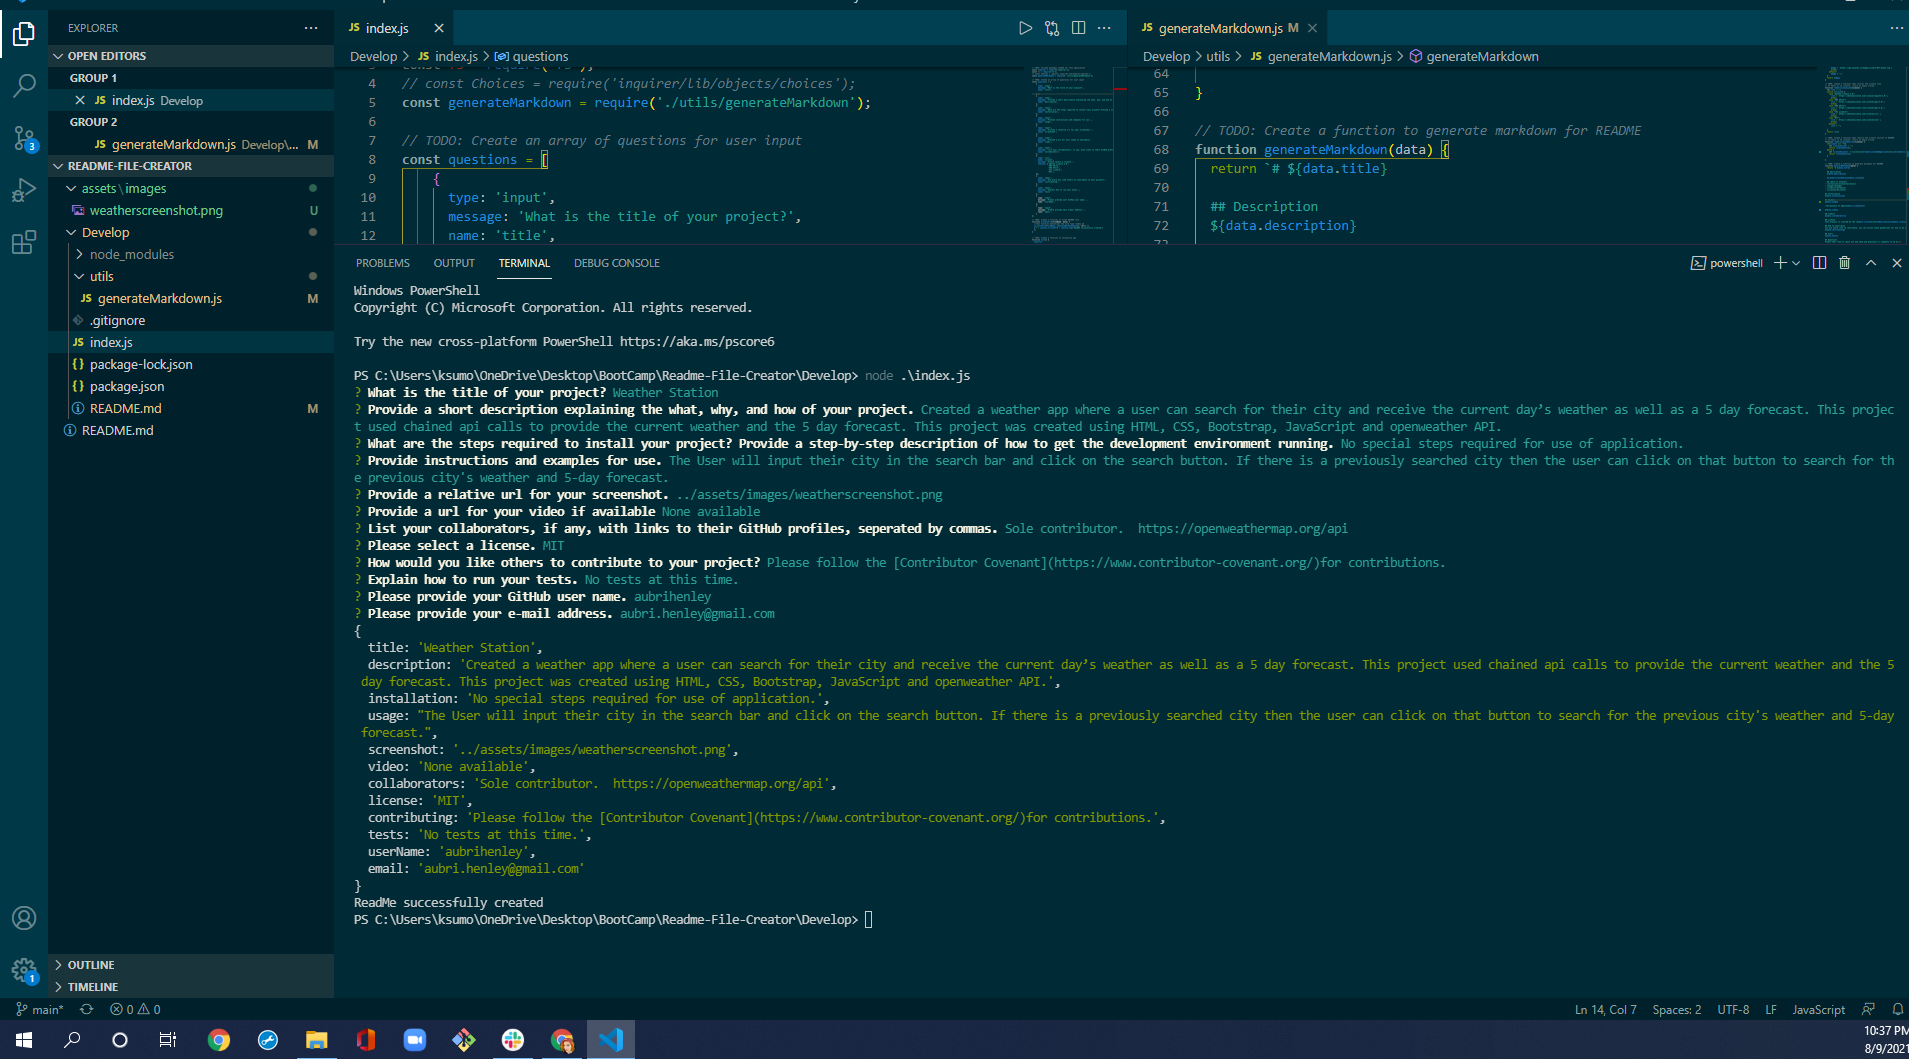 EXPLORER
OPEN EDITORS
GROUP 1
JS index.js Develop
GROUP 2
JS generateMarkdown.js Develop\... M
README-FILE-CREATOR
assets\images
weatherscreenshot.png U
Develop
node_modules
utils
JS generateMarkdown.js M
.gitignore
JS index.js
{} package-lock.json
{} package.json
README.md M
README.md
OUTLINE
TIMELINE
JS index.js
Develop > JS index.js > questions
4 // const Choices = require('inquirer/lib/objects/choices');
5 const generateMarkdown = require('./utils/generateMarkdown');
6
7 // TODO: Create an array of questions for user input
8 const questions = [
9 {
10 type: 'input',
11 message: 'What is the title of your project?',
12 name: 'title',
JS generateMarkdown.js M
Develop > utils > JS generateMarkdown.js > generateMarkdown
64
65 }
66
67 // TODO: Create a function to generate markdown for README
68 function generateMarkdown(data) {
69 return `# ${data.title}
70
71 ## Description
72 ${data.description}
PROBLEMS OUTPUT TERMINAL DEBUG CONSOLE
powershell
Windows PowerShell
Copyright (C) Microsoft Corporation. All rights reserved.
Try the new cross-platform PowerShell https://aka.ms/pscore6
PS C:\Users\ksumo\OneDrive\Desktop\BootCamp\Readme-File-Creator\Develop> node .\index.js
? What is the title of your project? Weather Station
? Provide a short description explaining the what, why, and how of your project. Created a weather app where a user can search for their city and receive the current day’s weather as well as a 5 day forecast. This projec
t used chained api calls to provide the current weather and the 5 day forecast. This project was created using HTML, CSS, Bootstrap, JavaScript and openweather API.
? What are the steps required to install your project? Provide a step-by-step description of how to get the development environment running. No special steps required for use of application.
? Provide instructions and examples for use. The User will input their city in the search bar and click on the search button. If there is a previously searched city then the user can click on that button to search for th
e previous city's weather and 5-day forecast.
? Provide a relative url for your screenshot. ../assets/images/weatherscreenshot.png
? Provide a url for your video if available None available
? List your collaborators, if any, with links to their GitHub profiles, seperated by commas. Sole contributor.  https://openweathermap.org/api
? Please select a license. MIT
? How would you like others to contribute to your project? Please follow the [Contributor Covenant](https://www.contributor-covenant.org/)for contributions.
? Explain how to run your tests. No tests at this time.
? Please provide your GitHub user name. aubrihenley
? Please provide your e-mail address. aubri.henley@gmail.com
{
title: 'Weather Station',
description: 'Created a weather app where a user can search for their city and receive the current day’s weather as well as a 5 day forecast. This project used chained api calls to provide the current weather and the 5
day forecast. This project was created using HTML, CSS, Bootstrap, JavaScript and openweather API.',
installation: 'No special steps required for use of application.',
usage: "The User will input their city in the search bar and click on the search button. If there is a previously searched city then the user can click on that button to search for the previous city's weather and 5-day
forecast.",
screenshot: '../assets/images/weatherscreenshot.png',
video: 'None available',
collaborators: 'Sole contributor.  https://openweathermap.org/api',
license: 'MIT',
contributing: 'Please follow the [Contributor Covenant](https://www.contributor-covenant.org/)for contributions.',
tests: 'No tests at this time.',
userName: 'aubrihenley',
email: 'aubri.henley@gmail.com'
}
ReadMe successfully created
PS C:\Users\ksumo\OneDrive\Desktop\BootCamp\Readme-File-Creator\Develop>
3
1
main* 0 0 Ln 14, Col 7 Spaces: 2 UTF-8 LF JavaScript
10:37 PM
8/9/2021